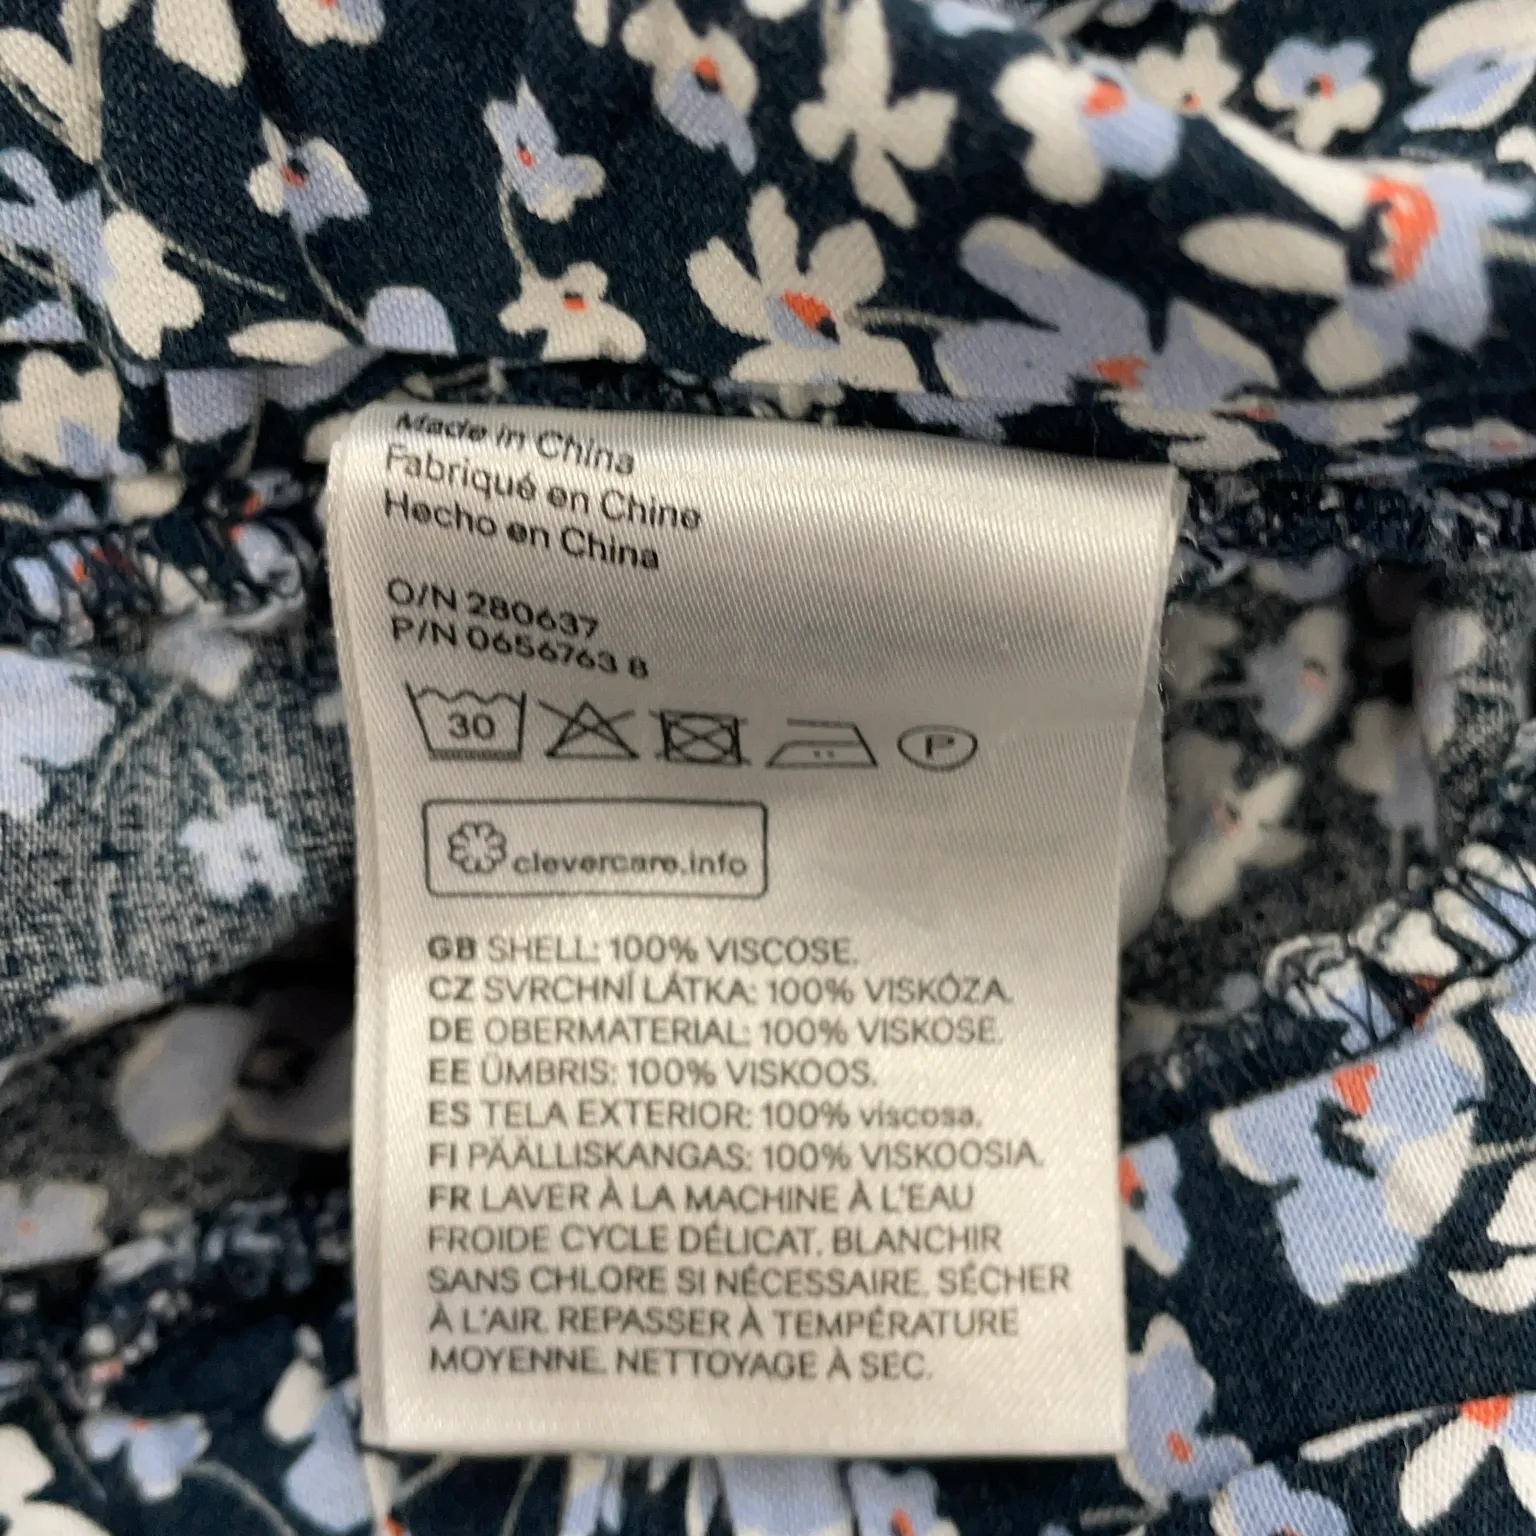 Made in China
Fabriqué en Chine
Hecho en China
O/N 280637
P/N 0656763 8
30
P
clevercare.info
GB SHELL: 100% VISCOSE.
CZ SVRCHNÍ LÁTKA: 100% VISKÓZA.
DE OBERMATERIAL: 100% VISKOSE.
EE ÜMBRIS: 100% VISKOOS.
ES TELA EXTERIOR: 100% viscosa.
FI PÄÄLLISKANGAS: 100% VISKOOSIA.
FR LAVER À LA MACHINE À L'EAU
FROIDE CYCLE DÉLICAT. BLANCHIR
SANS CHLORE SI NÉCESSAIRE. SÉCHER
À L'AIR. REPASSER À TEMPÉRATURE
MOYENNE. NETTOYAGE À SEC.